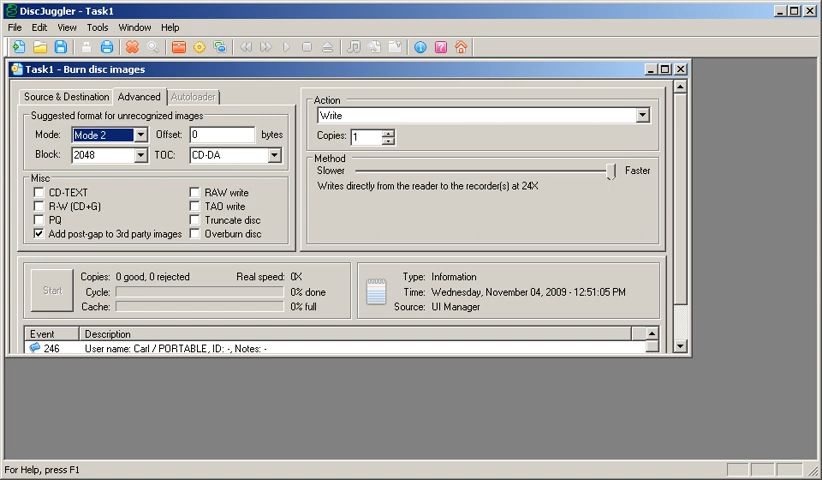 DiscJuggler - Task1
File Edit View Tools Window Help
Task1 - Burn disc images
Source & Destination Advanced Autoloader
Suggested format for unrecognized images
Mode: Mode 2 Offset: 0 bytes
Block: 2048 TOC: CD-DA
Misc
CD-TEXT RAW write
R-W (CD+G) TAO write
PQ Truncate disc
Add post-gap to 3rd party images Overburn disc
Action
Write
Copies: 1
Method
Slower Faster
Writes directly from the reader to the recorder(s) at 24X
Start
Copies: 0 good, 0 rejected Real speed: 0X
Cycle: 0% done
Cache: 0% full
Type: Information
Time: Wednesday, November 04, 2009 - 12:51:05 PM
Source: UI Manager
Event Description
246 User name: Carl / PORTABLE, ID: -, Notes: -
For Help, press F1